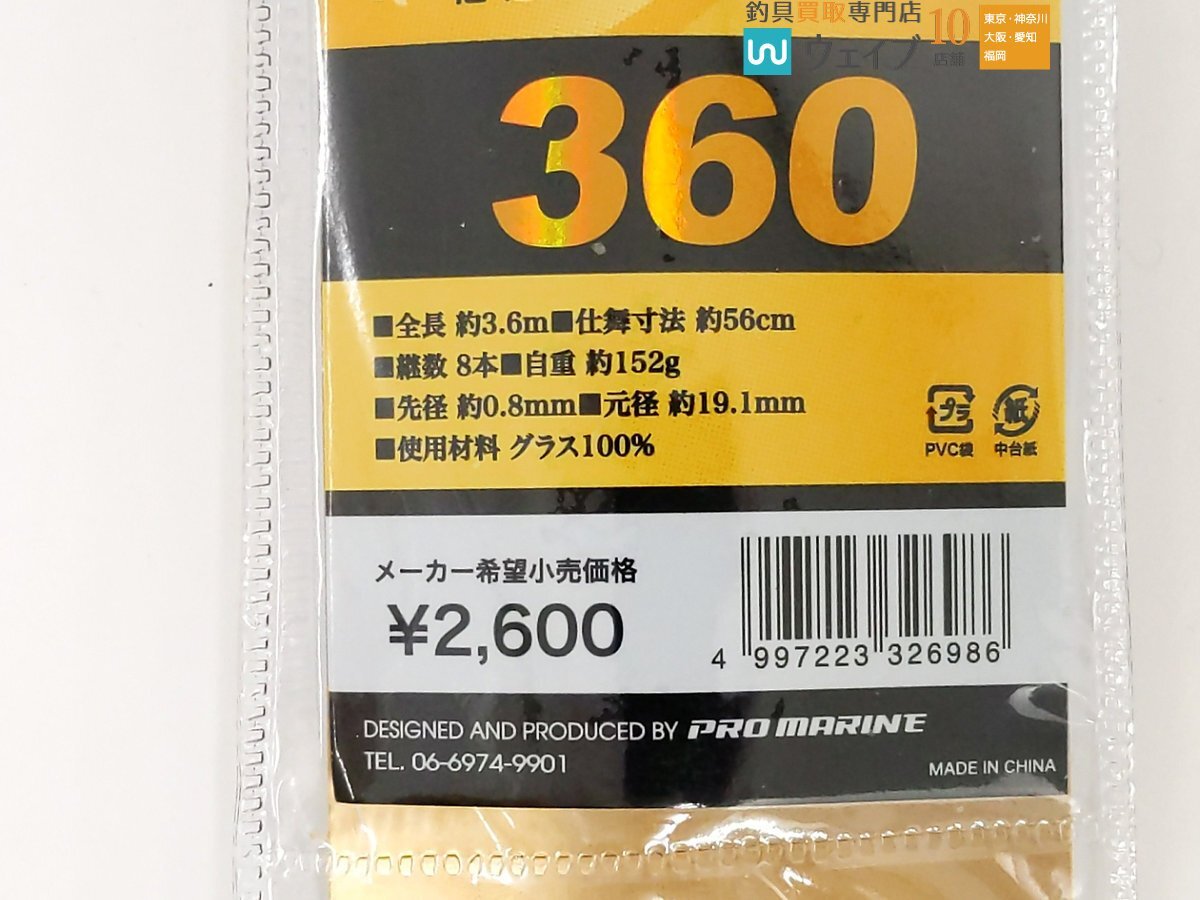 釣具買取専門店
ウェイブ
10
店舗
東京・神奈川
大阪・愛知
福岡
360
■全長 約3.6m■仕舞寸法 約56cm
■継数 8本■自重 約152g
■先径 約0.8mm■元径 約19.1mm
■使用材料 グラス100%
プラ
PVC袋
紙
中台紙
メーカー希望小売価格
¥2,600
4 997223 326986
DESIGNED AND PRODUCED BY PRO MARINE
TEL. 06-6974-9901
MADE IN CHINA